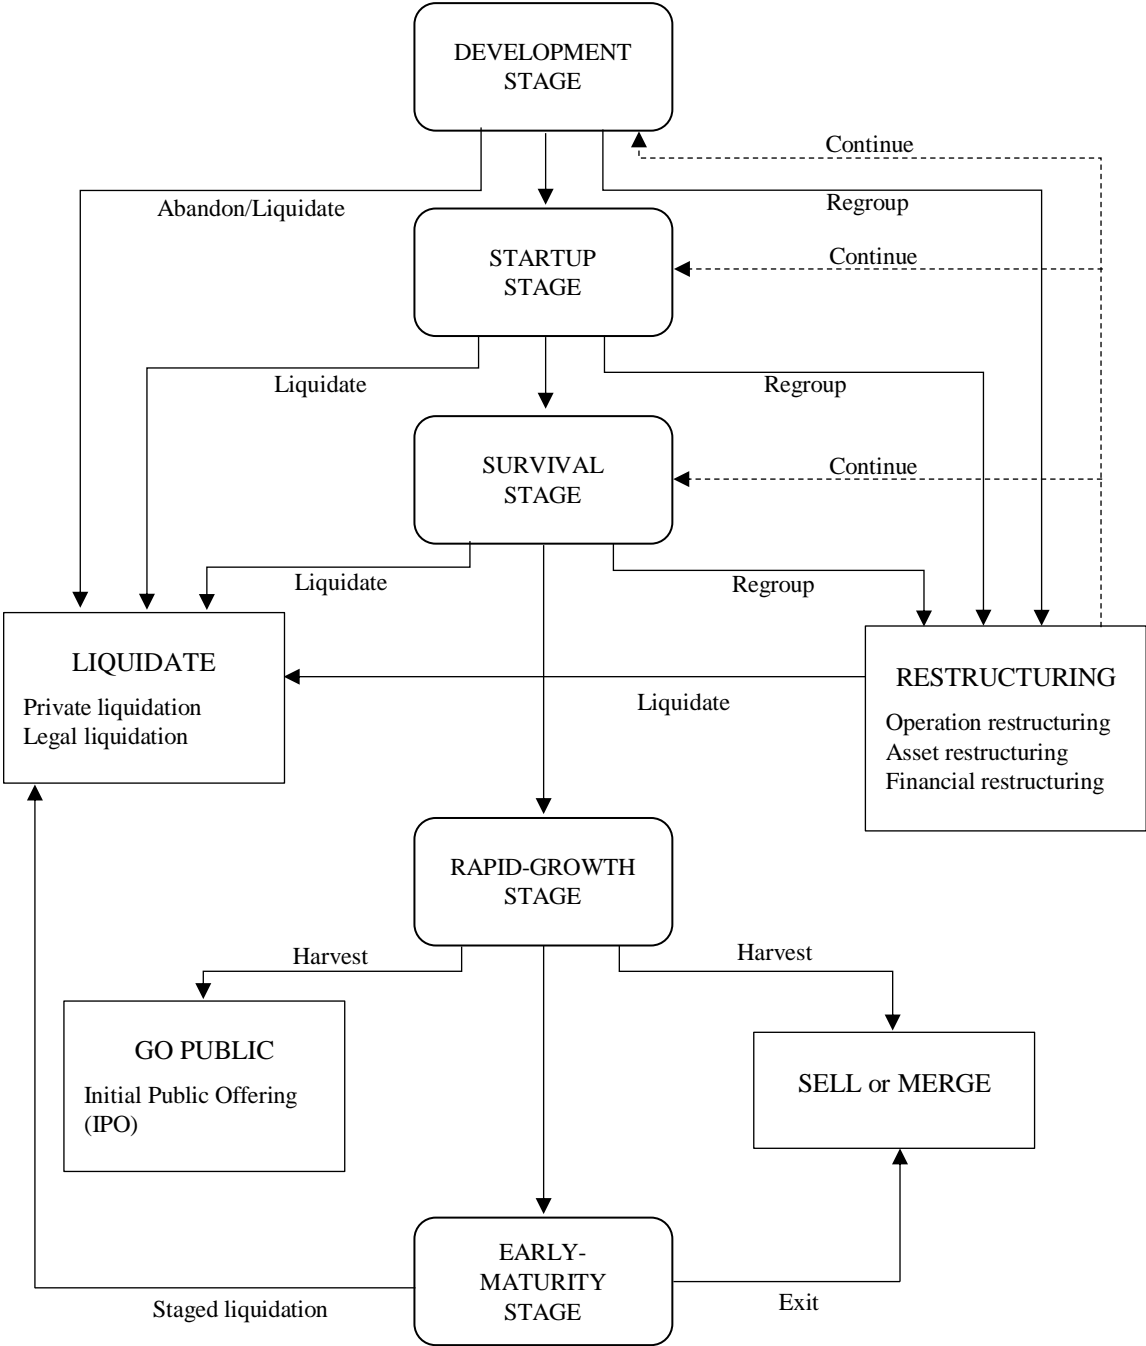 DEVELOPMENT
STAGE
Continue
Abandon/Liquidate
Regroup
STARTUP
STAGE
Continue
Liquidate
Regroup
SURVIVAL
STAGE
Continue
Liquidate
Regroup
LIQUIDATE
Private liquidation
Legal liquidation
Liquidate
RESTRUCTURING
Operation restructuring
Asset restructuring
Financial restructuring
RAPID-GROWTH
STAGE
Harvest
Harvest
GO PUBLIC
Initial Public Offering
(IPO)
SELL or MERGE
EARLY-
MATURITY
STAGE
Staged liquidation
Exit